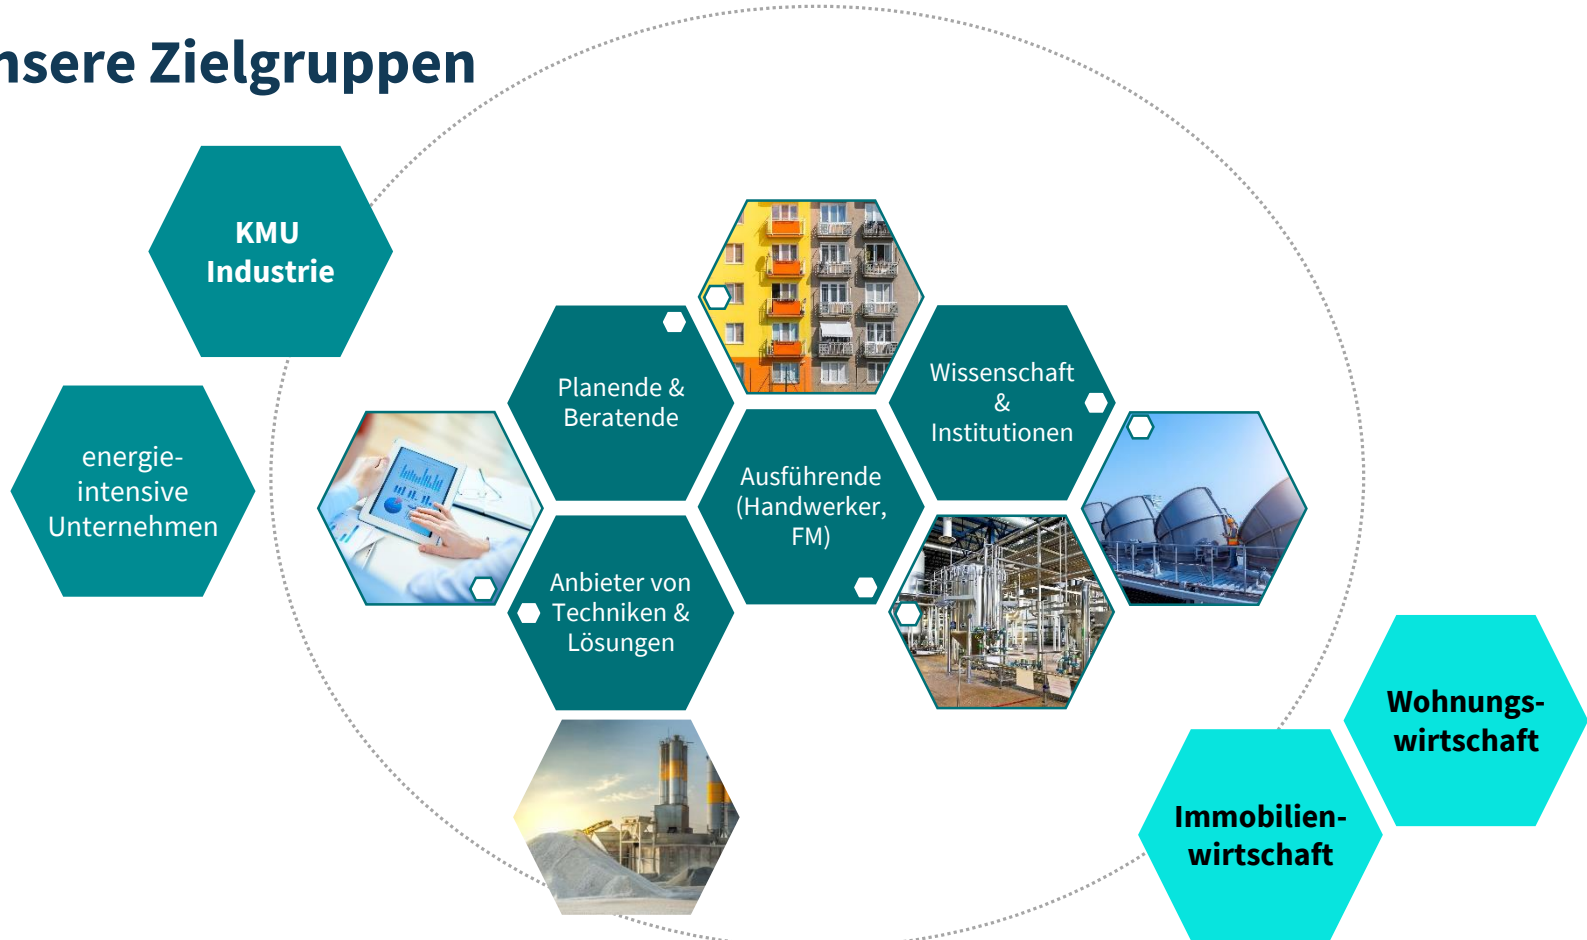 nsere Zielgruppen
KMU
Industrie
energie-
intensive
Unternehmen
Planende &
Beratende
Wissenschaft
&
Institutionen
Ausführende
(Handwerker,
FM)
Anbieter von
Techniken &
Lösungen
Wohnungs-
wirtschaft
Immobilien-
wirtschaft